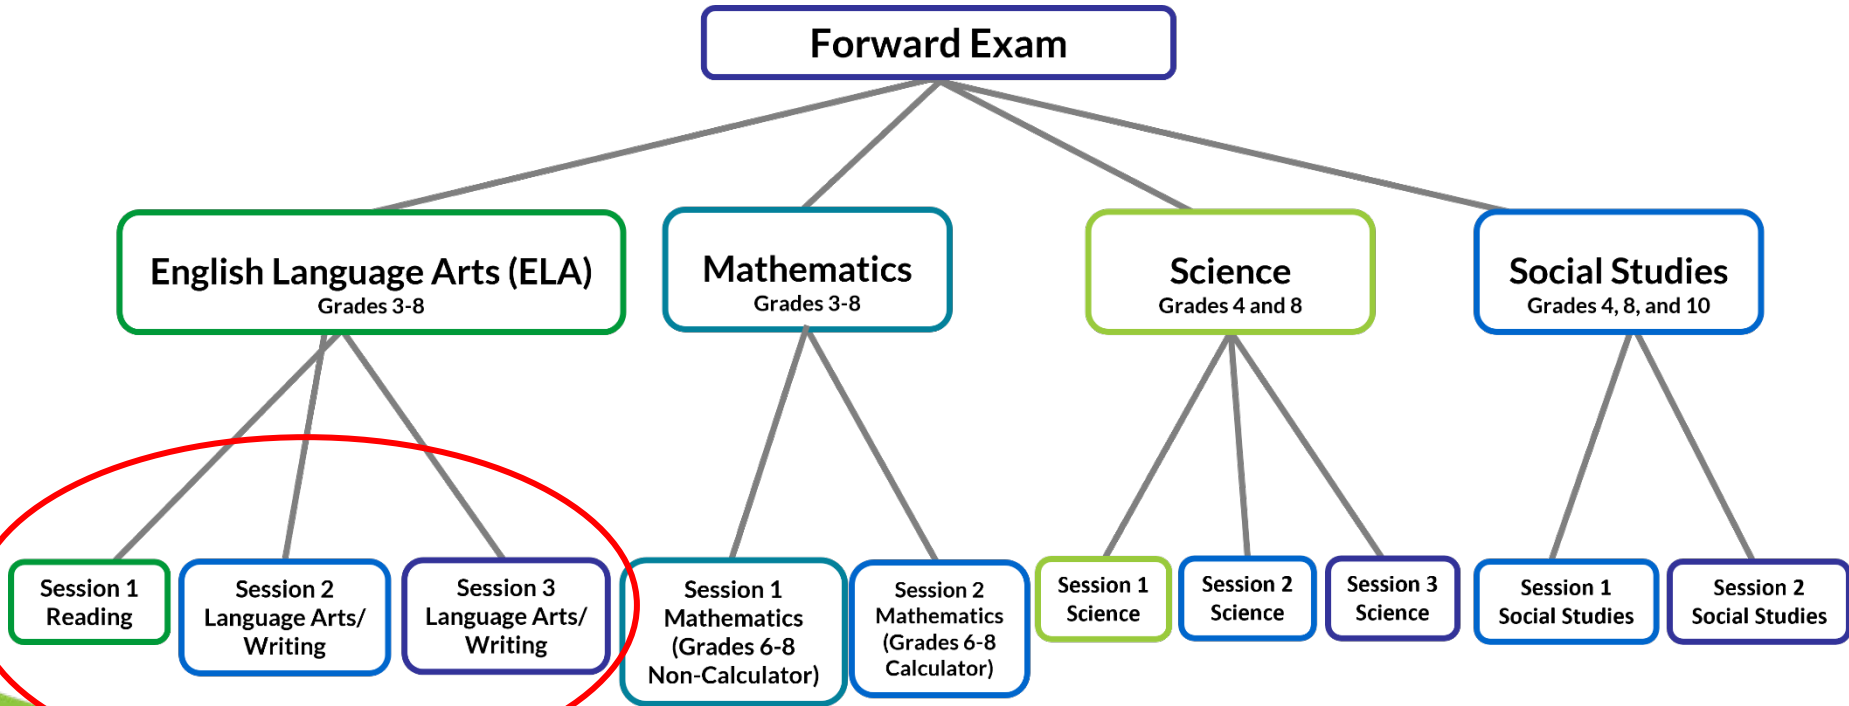 Forward Exam
English Language Arts (ELA)
Grades 3-8
Mathematics
Grades 3-8
Science
Grades 4 and 8
Social Studies
Grades 4, 8, and 10
Session 1
Reading
Session 2
Language Arts/
Writing
Session 3
Language Arts/
Writing
Session 1
Mathematics
(Grades 6-8
Non-Calculator)
Session 2
Mathematics
(Grades 6-8
Calculator)
Session 1
Science
Session 2
Science
Session 3
Science
Session 1
Social Studies
Session 2
Social Studies